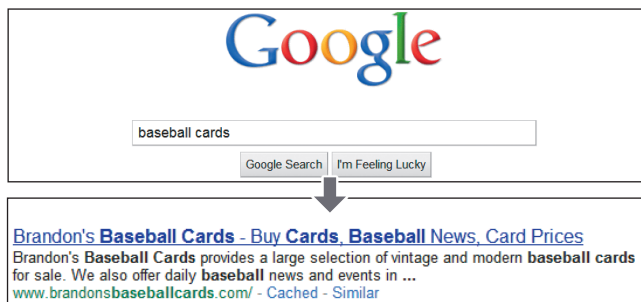 Google
baseball cards
Google Search I'm Feeling Lucky
Brandon's Baseball Cards - Buy Cards, Baseball News, Card Prices
Brandon's Baseball Cards provides a large selection of vintage and modern baseball cards
for sale. We also offer daily baseball news and events in ...
www.brandonsbaseballcards.com/ - Cached - Similar